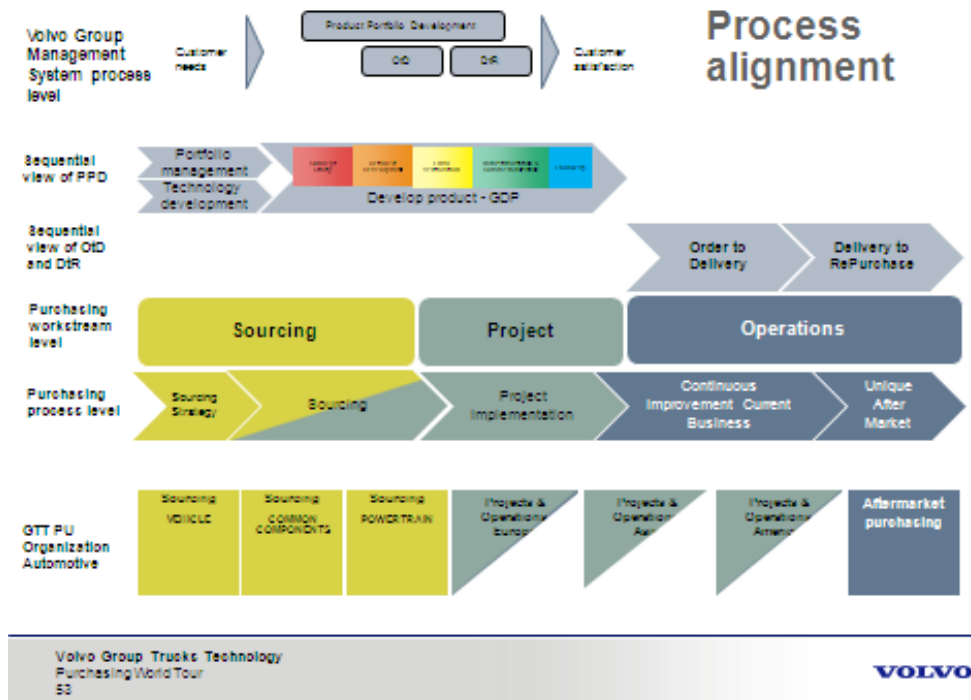 Process
alignment
Volvo Group
Management
System process
level
Customer
needs
Product Portfolio Development
OtD
DtR
Customer
satisfaction
Sequential
view of PPD
Portfolio
management
Technology
development
Develop product - GDP
Sequential
view of OtD
and DtR
Order to
Delivery
Delivery to
RePurchase
Purchasing
workstream
level
Sourcing
Project
Operations
Purchasing
process level
Sourcing
Strategy
Sourcing
Project
Implementation
Continuous
Improvement Current
Business
Unique
After
Market
GTT PU
Organization
Automotive
Sourcing
VEHICLE
Sourcing
COMMON
COMPONENTS
Sourcing
POWERTRAIN
Projects &
Operations
Europe
Projects &
Operations
Asia
Projects &
Operations
America
Aftermarket
purchasing
Volvo Group Trucks Technology
Purchasing World Tour
53
VOLVO